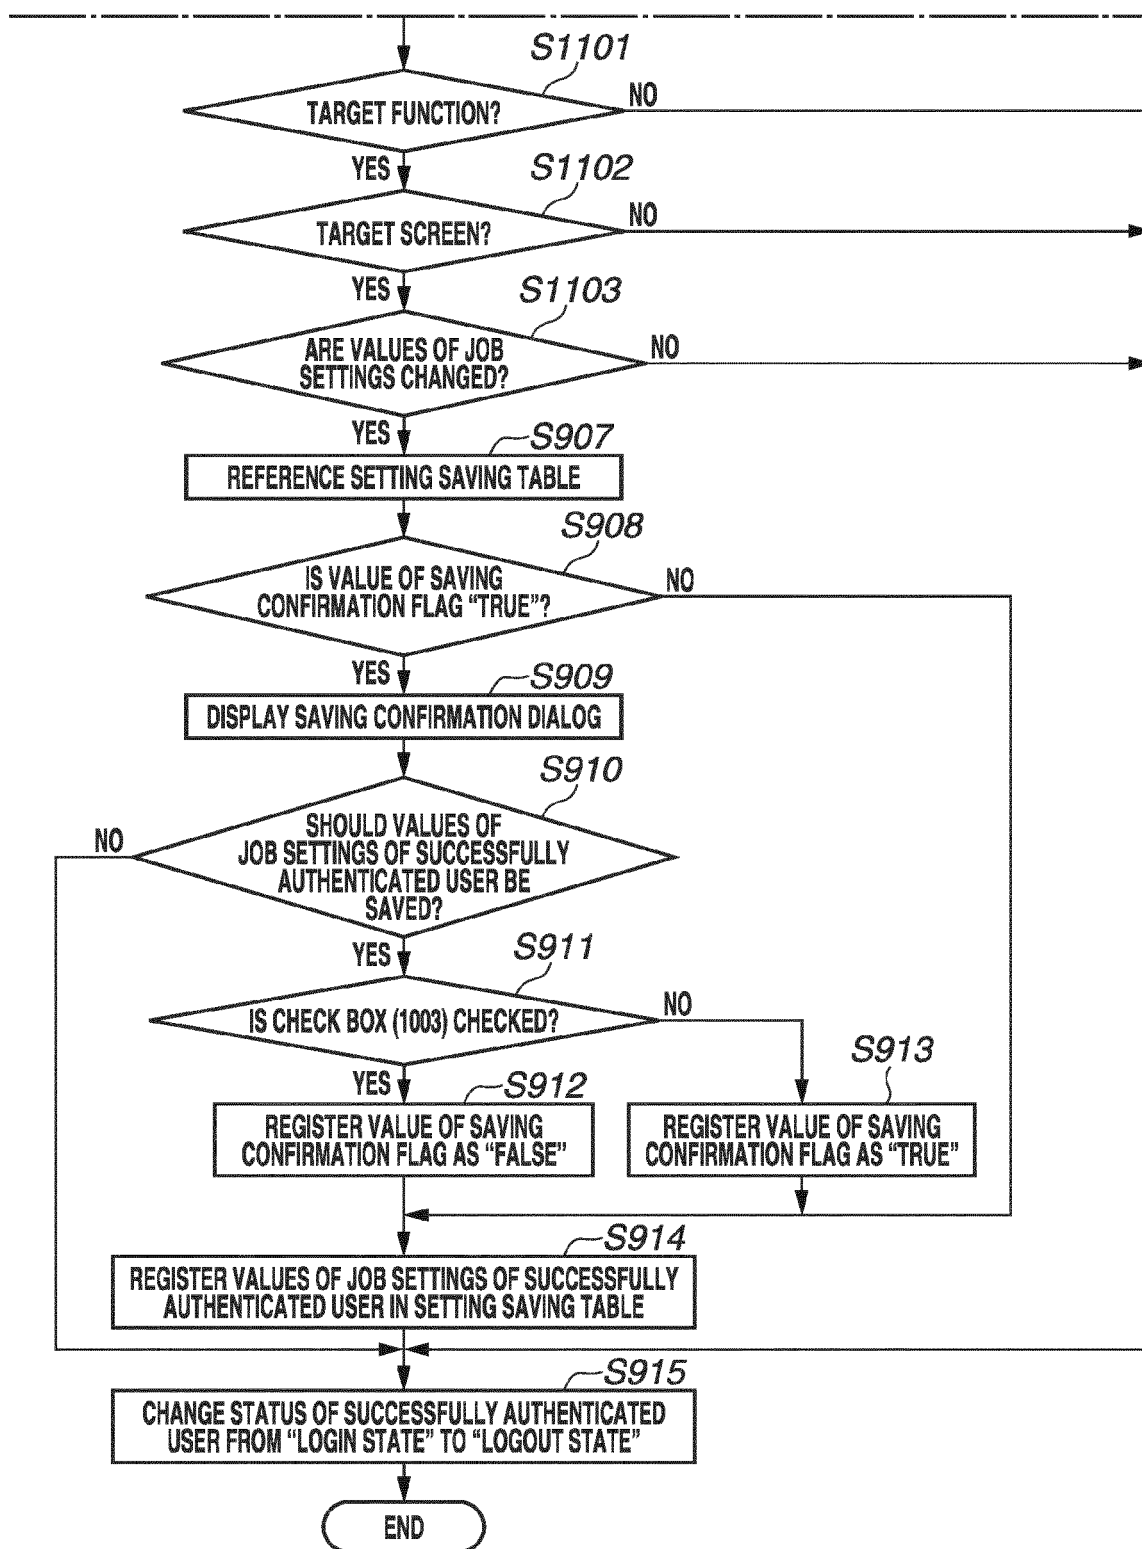 S1101
TARGET FUNCTION?
NO
YES
S1102
TARGET SCREEN?
NO
YES
S1103
ARE VALUES OF JOB
SETTINGS CHANGED?
NO
YES
S907
REFERENCE SETTING SAVING TABLE
S908
IS VALUE OF SAVING
CONFIRMATION FLAG “TRUE”?
NO
YES
S909
DISPLAY SAVING CONFIRMATION DIALOG
S910
SHOULD VALUES OF
JOB SETTINGS OF SUCCESSFULLY
AUTHENTICATED USER BE
SAVED?
NO
YES
S911
IS CHECK BOX (1003) CHECKED?
NO
YES
S912
REGISTER VALUE OF SAVING
CONFIRMATION FLAG AS “FALSE”
S913
REGISTER VALUE OF SAVING
CONFIRMATION FLAG AS “TRUE”
S914
REGISTER VALUES OF JOB SETTINGS OF SUCCESSFULLY
AUTHENTICATED USER IN SETTING SAVING TABLE
S915
CHANGE STATUS OF SUCCESSFULLY AUTHENTICATED
USER FROM “LOGIN STATE” TO “LOGOUT STATE”
END